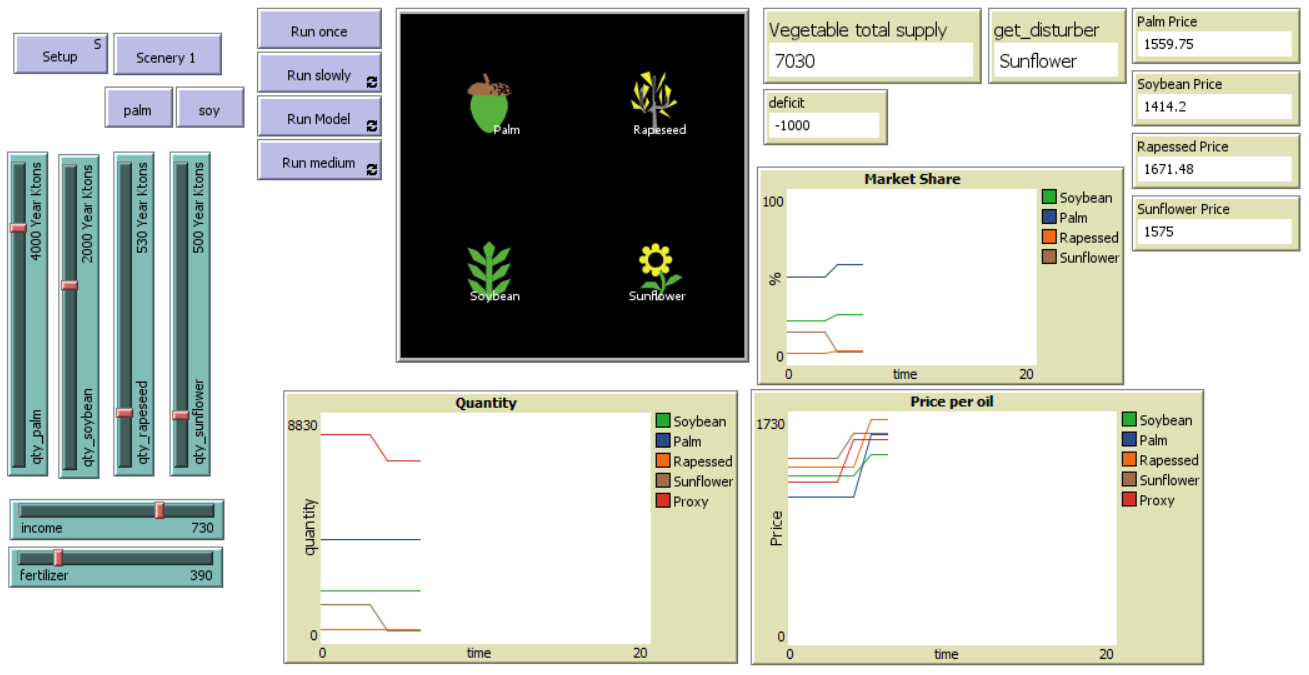 Setup
S
Scenery 1
palm
soy
4000 Year Ktons
qty_palm
2000 Year Ktons
qty_soybean
530 Year Ktons
qty_rapeseed
500 Year Ktons
qty_sunflower
income
730
fertilizer
390
Run once
Run slowly
Run Model
Run medium
Palm
Rapeseed
Soybean
Sunflower
Vegetable total supply
7030
get_disturber
Sunflower
deficit
-1000
Palm Price
1559.75
Soybean Price
1414.2
Rapessed Price
1671.48
Sunflower Price
1575
Market Share
100
%
0
0
time
20
Soybean
Palm
Rapessed
Sunflower
Quantity
8830
quantity
0
0
time
20
Soybean
Palm
Rapessed
Sunflower
Proxy
Price per oil
1730
Price
0
0
time
20
Soybean
Palm
Rapessed
Sunflower
Proxy